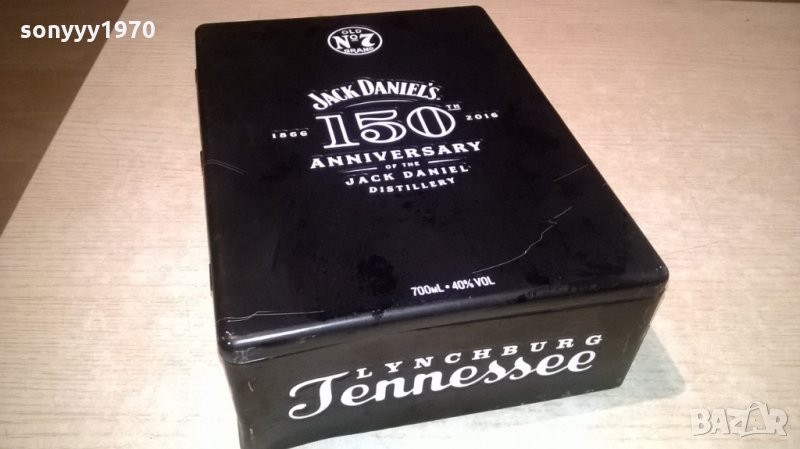 sonyyy1970
OLD
No7
BRAND
JACK DANIEL'S
150TH
1866 2016
ANNIVERSARY
OF THE
JACK DANIEL
DISTILLERY
700ML • 40% VOL
LYNCHBURG
Tennessee
BAZAR